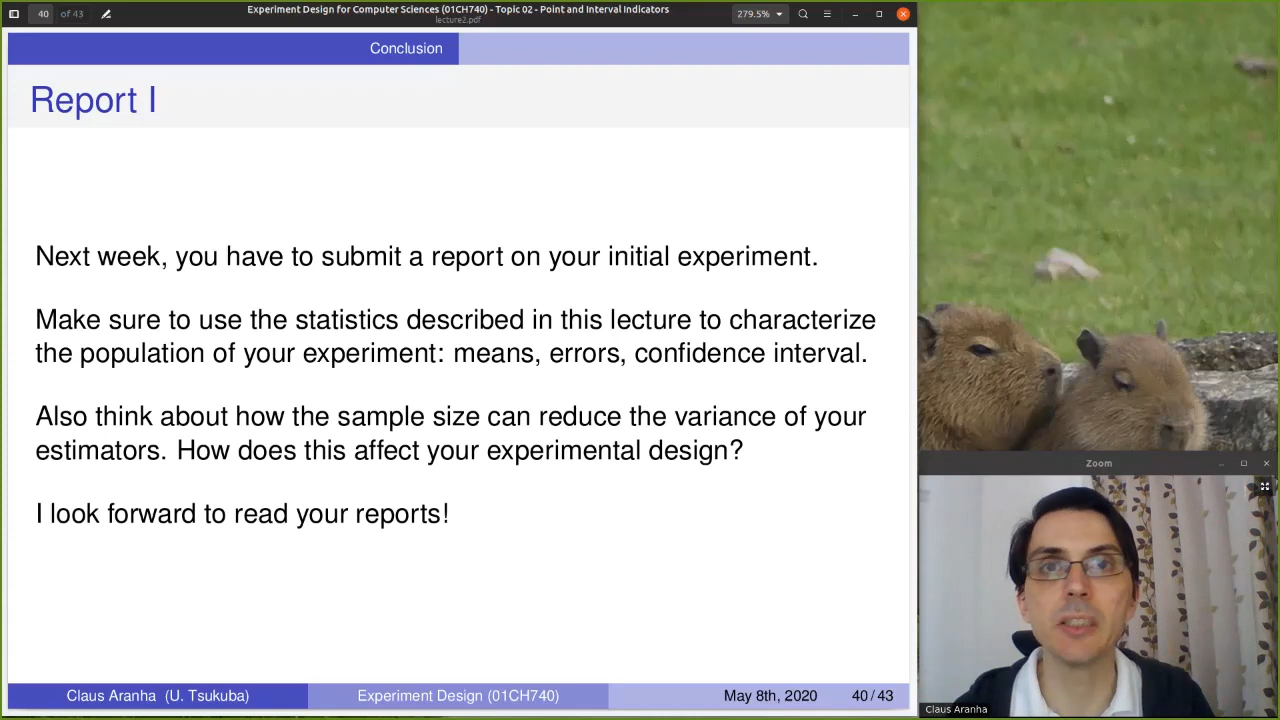 40 of 43
Experiment Design for Computer Sciences (01CH740) - Topic 02 - Point and Interval Indicators
lecture2.pdf
279.5%
Conclusion
Report I
Next week, you have to submit a report on your initial experiment.
Make sure to use the statistics described in this lecture to characterize
the population of your experiment: means, errors, confidence interval.
Also think about how the sample size can reduce the variance of your
estimators. How does this affect your experimental design?
I look forward to read your reports!
Claus Aranha (U. Tsukuba)
Experiment Design (01CH740)
May 8th, 2020
40 / 43
Zoom
Claus Aranha